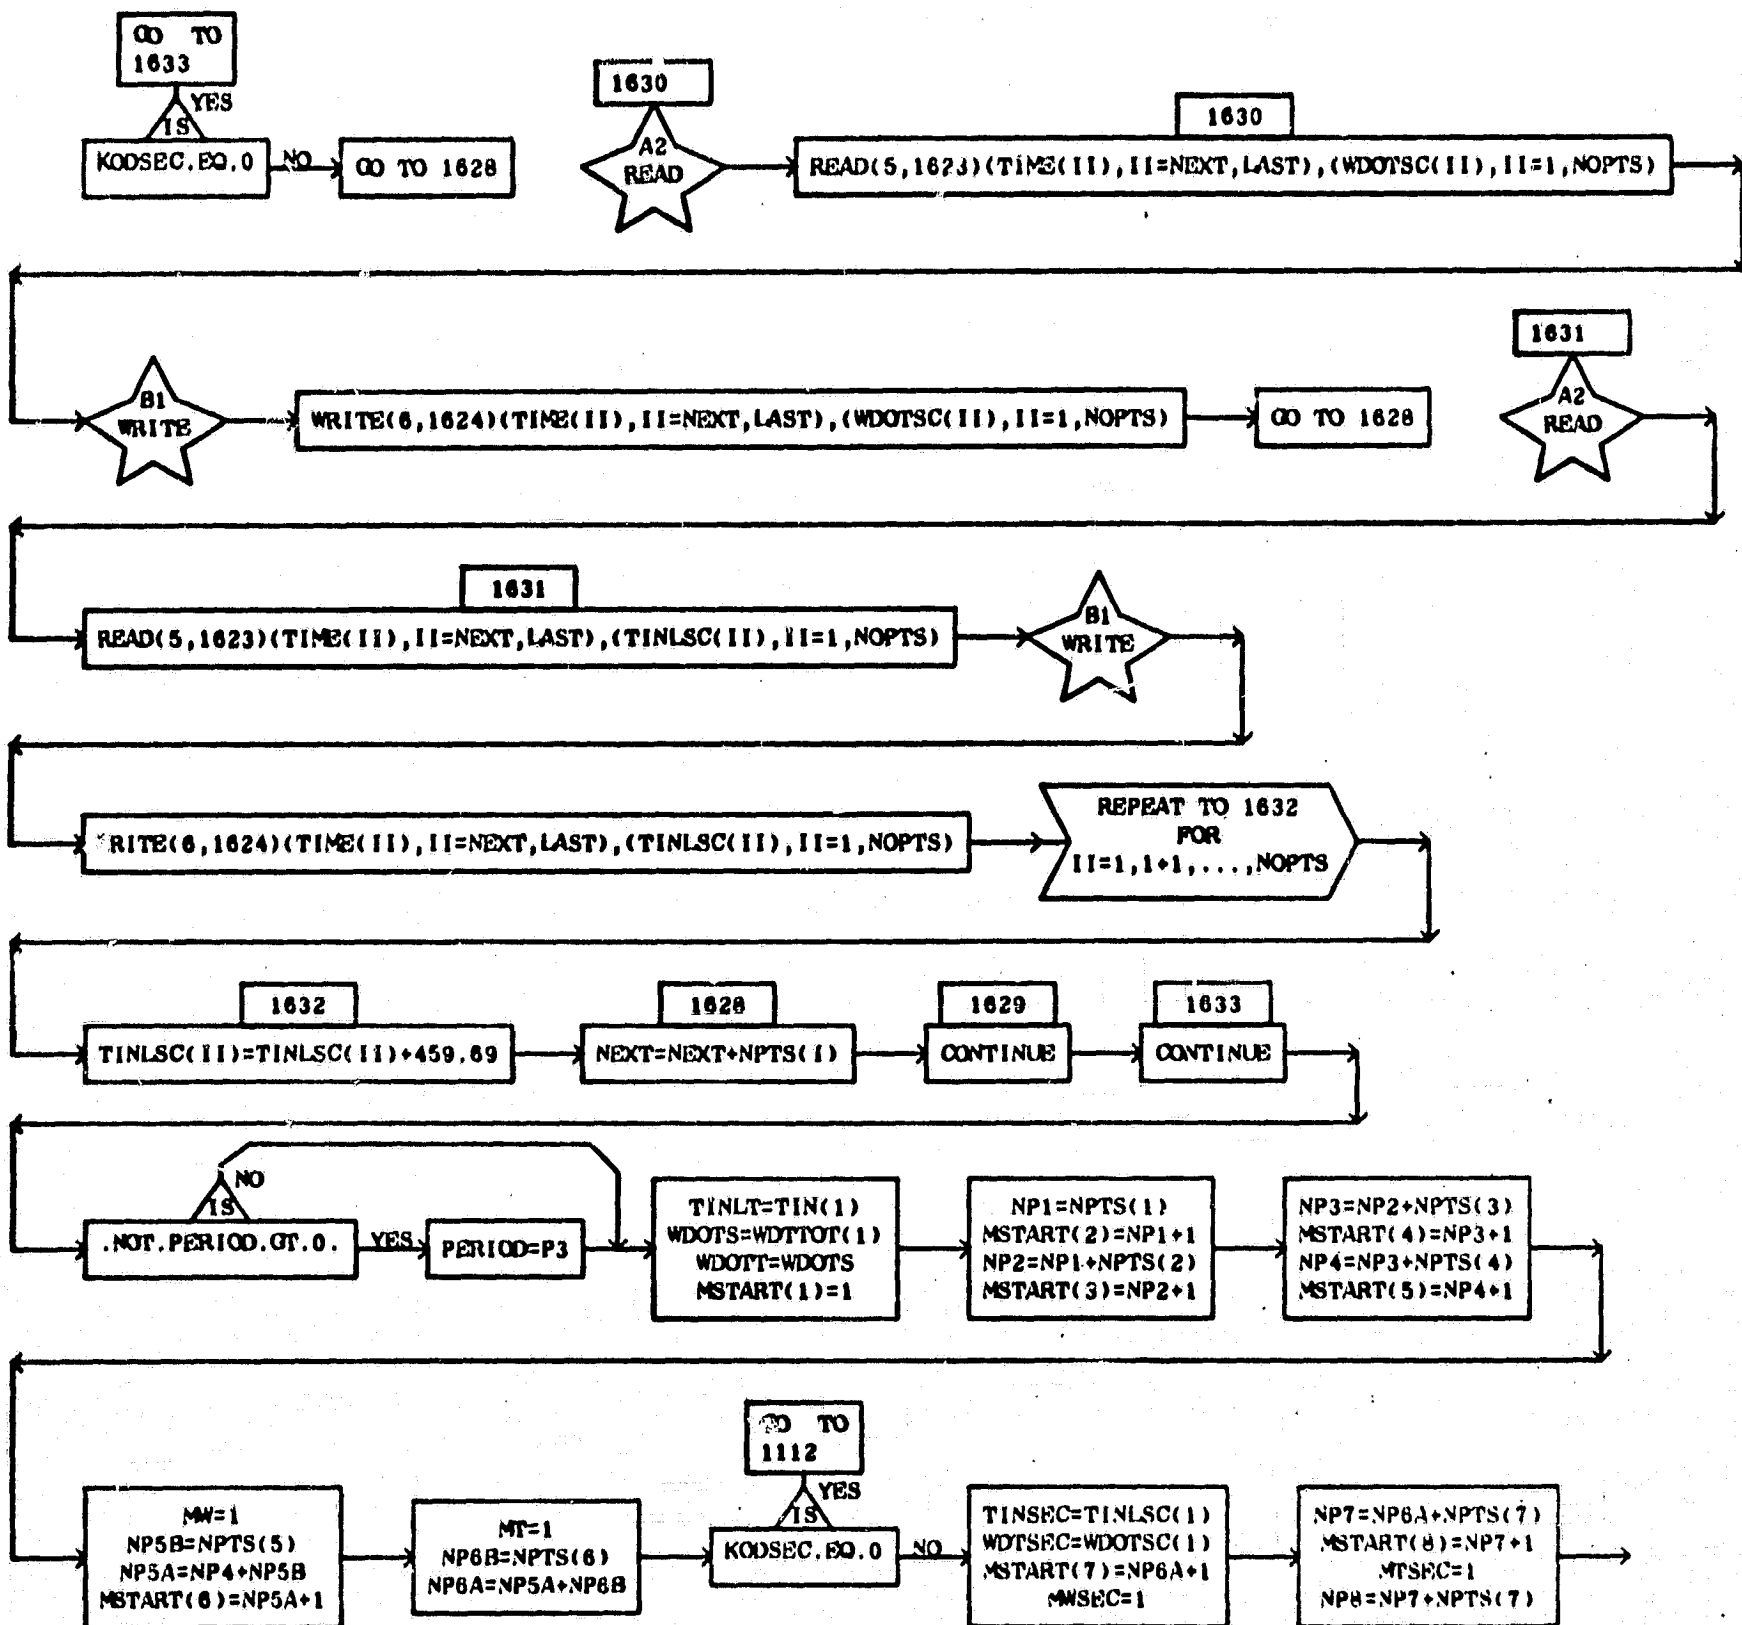 GO TO
1633
YES
IS
KODSEC.EQ.0
NO
GO TO 1628
1630
A2
READ
1630
READ(5,1623)(TIME(II),II=NEXT,LAST),(WDOTSC(II),II=1,NOPTS)
B1
WRITE
WRITE(6,1624)(TIME(II),II=NEXT,LAST),(WDOTSC(II),II=1,NOPTS)
GO TO 1628
1631
A2
READ
1631
READ(5,1623)(TIME(II),II=NEXT,LAST),(TINLSC(II),II=1,NOPTS)
B1
WRITE
RITE(6,1624)(TIME(II),II=NEXT,LAST),(TINLSC(II),II=1,NOPTS)
REPEAT TO 1632
FOR
II=1,1+1,...,NOPTS
1632
TINLSC(II)=TINLSC(II)+459.69
1628
NEXT=NEXT+NPTS(I)
1629
CONTINUE
1633
CONTINUE
NO
IS
.NOT.PERIOD.GT.0.
YES
PERIOD=P3
TINLT=TIN(1)
WDOTS=WDTTOT(1)
WDOTT=WDOTS
MSTART(1)=1
NP1=NPTS(1)
MSTART(2)=NP1+1
NP2=NP1+NPTS(2)
MSTART(3)=NP2+1
NP3=NP2+NPTS(3)
MSTART(4)=NP3+1
NP4=NP3+NPTS(4)
MSTART(5)=NP4+1
MW=1
NP5B=NPTS(5)
NP5A=NP4+NP5B
MSTART(6)=NP5A+1
MT=1
NP6B=NPTS(6)
NP6A=NP5A+NP6B
GO TO
1112
YES
IS
KODSEC.EQ.0
NO
TINSEC=TINLSC(1)
WDTSEC=WDOTSC(1)
MSTART(7)=NP6A+1
MWSEC=1
NP7=NP6A+NPTS(7)
MSTART(8)=NP7+1
MTSEC=1
NP8=NP7+NPTS(7)